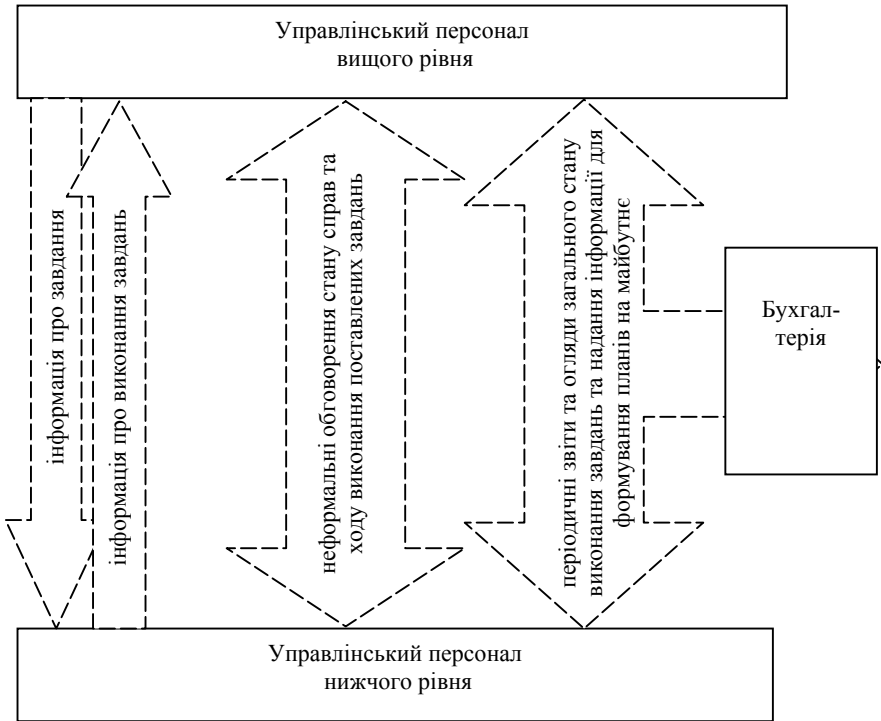 Управлінський персонал
вищого рівня
інформація про завдання
інформація про виконання завдань
неформальні обговорення стану справ та
ходу виконання поставлених завдань
періодичні звіти та огляди загального стану
виконання завдань та надання інформації для
формування планів на майбутнє
Бухгал-
терія
Управлінський персонал
нижчого рівня